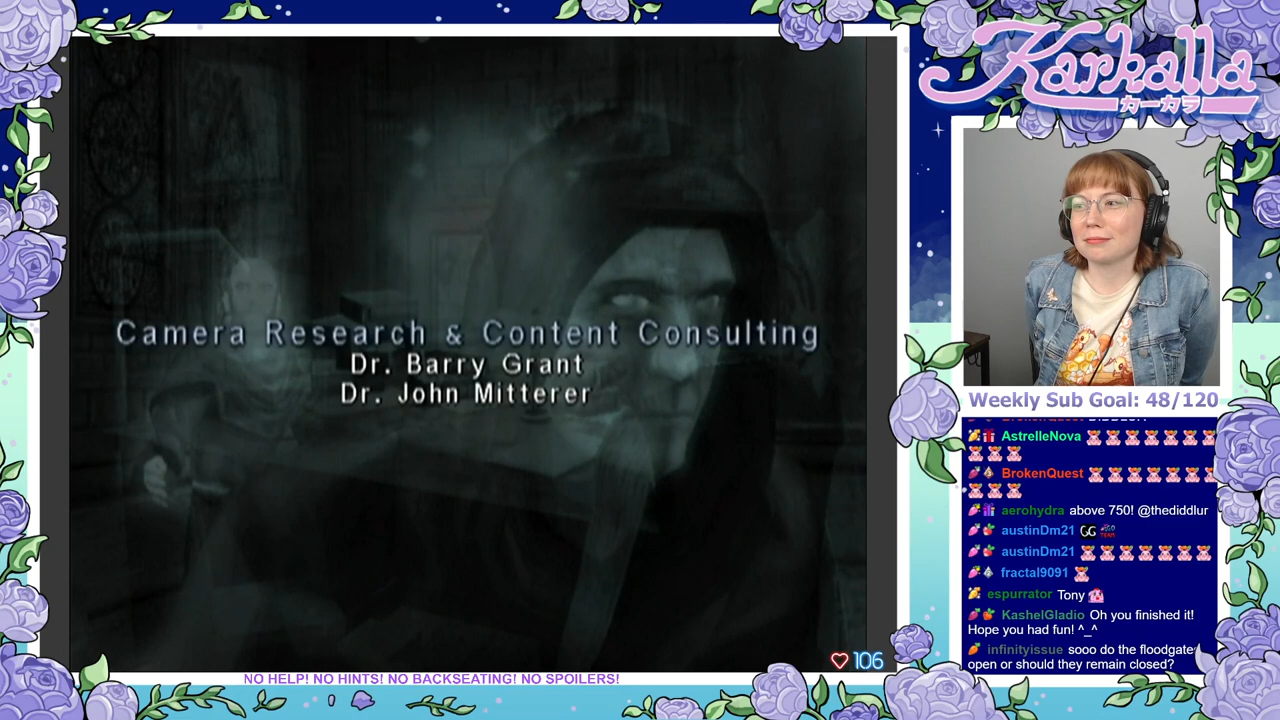 Karkalla
カーカラ
Camera Research & Content Consulting
Dr. Barry Grant
Dr. John Mitterer
106
NO HELP! NO HINTS! NO BACKSEATING! NO SPOILERS!
Weekly Sub Goal: 48/120
AstrelleNova
BrokenQuest
aerohydra above 750! @thediddlur
austinDm21 GG
austinDm21
fractal9091
espurrator Tony
KashelGladio Oh you finished it!
Hope you had fun! ^_^
infinityissue sooo do the floodgate
open or should they remain closed?